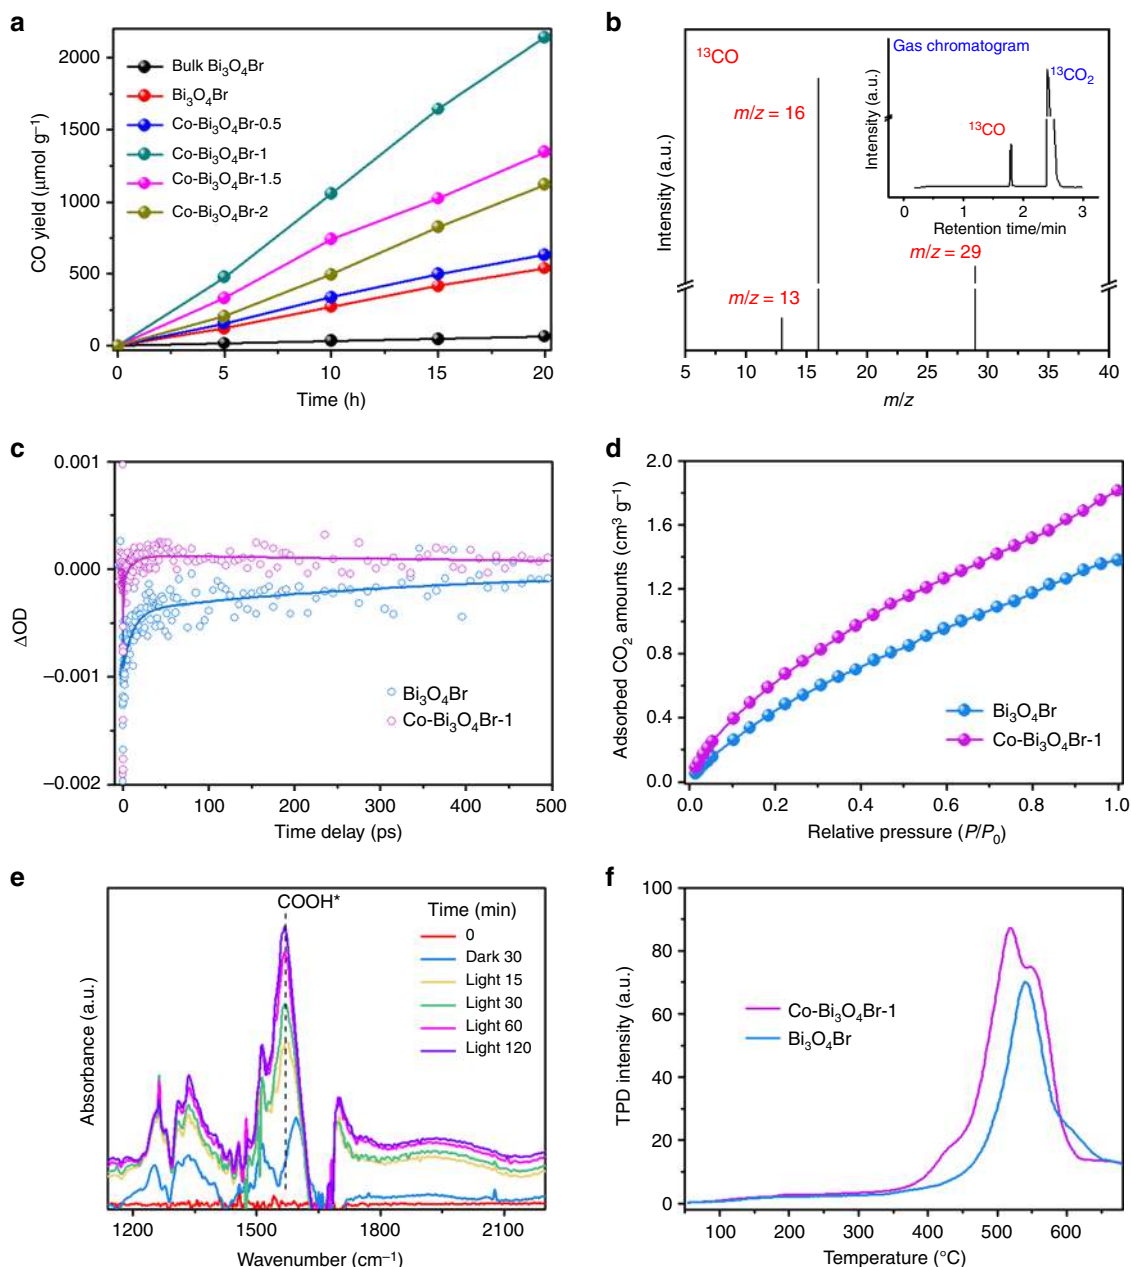 a
CO yield (μmol g⁻¹)
2000
1500
1000
500
0
Bulk Bi₃O₄Br
Bi₃O₄Br
Co-Bi₃O₄Br-0.5
Co-Bi₃O₄Br-1
Co-Bi₃O₄Br-1.5
Co-Bi₃O₄Br-2
0 5 10 15 20
Time (h)
b
Intensity (a.u.)
¹³CO
m/z = 16
m/z = 13
m/z = 29
Gas chromatogram
Intensity (a.u.)
¹³CO
¹³CO₂
0 1 2 3
Retention time/min
5 10 15 20 25 30 35 40
m/z
c
ΔOD
0.001
0.000
−0.001
−0.002
Bi₃O₄Br
Co-Bi₃O₄Br-1
0 100 200 300 400 500
Time delay (ps)
d
Adsorbed CO₂ amounts (cm³ g⁻¹)
2.0
1.6
1.2
0.8
0.4
0.0
Bi₃O₄Br
Co-Bi₃O₄Br-1
0.0 0.2 0.4 0.6 0.8 1.0
Relative pressure (P/P₀)
e
Absorbance (a.u.)
COOH*
Time (min)
0
Dark 30
Light 15
Light 30
Light 60
Light 120
1200 1500 1800 2100
Wavenumber (cm⁻¹)
f
TPD intensity (a.u.)
100
80
60
40
20
0
Co-Bi₃O₄Br-1
Bi₃O₄Br
100 200 300 400 500 600
Temperature (°C)